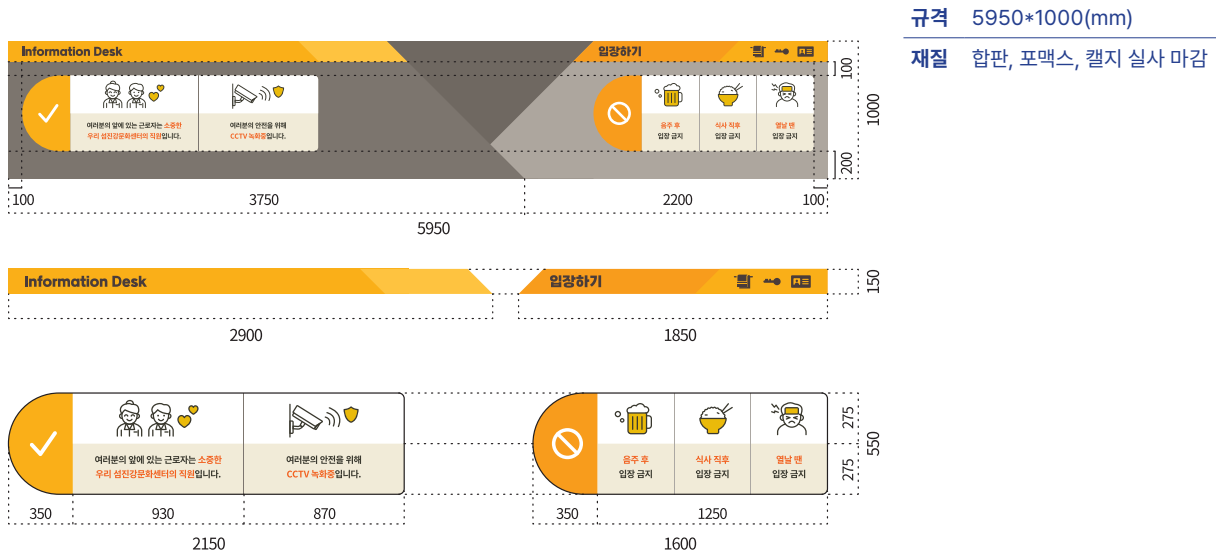 규격 5950*1000(mm)
재질 합판, 포맥스, 캘지 실사 마감
Information Desk
입장하기
여러분의 앞에 있는 근로자는 소중한
우리 섬진강문화센터의 직원입니다.
여러분의 안전을 위해
CCTV 녹화중입니다.
음주 후
입장 금지
식사 직후
입장 금지
열날 땐
입장 금지
100
1000
200
100
3750
2200
100
5950
Information Desk
입장하기
150
2900
1850
여러분의 앞에 있는 근로자는 소중한
우리 섬진강문화센터의 직원입니다.
여러분의 안전을 위해
CCTV 녹화중입니다.
음주 후
입장 금지
식사 직후
입장 금지
열날 땐
입장 금지
275
550
275
350
930
870
350
1250
2150
1600